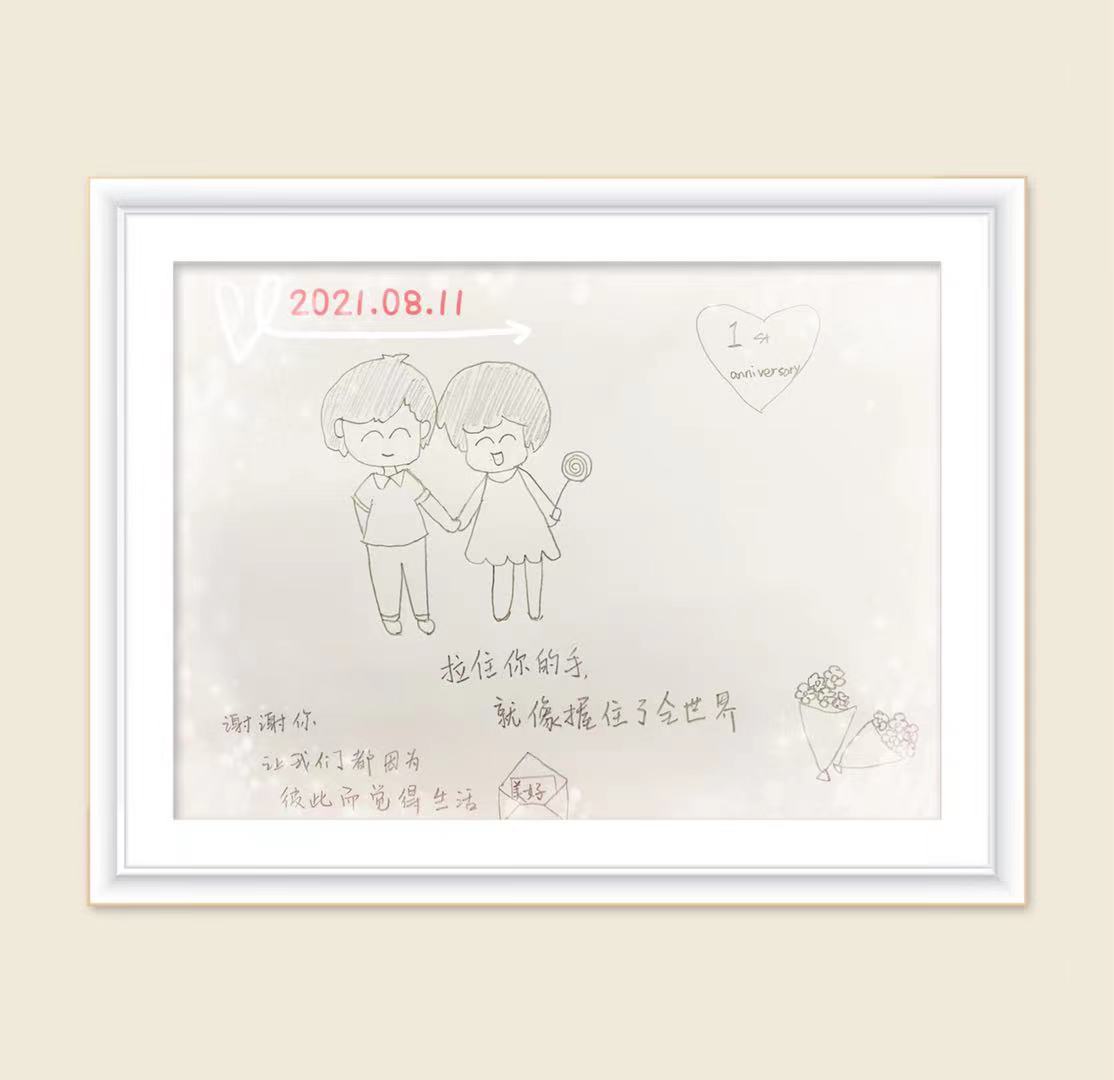 2021.08.11
1st
anniversary
拉住你的手,
就像握住了全世界
谢谢你
让我们都因为
彼此而觉得生活
美好